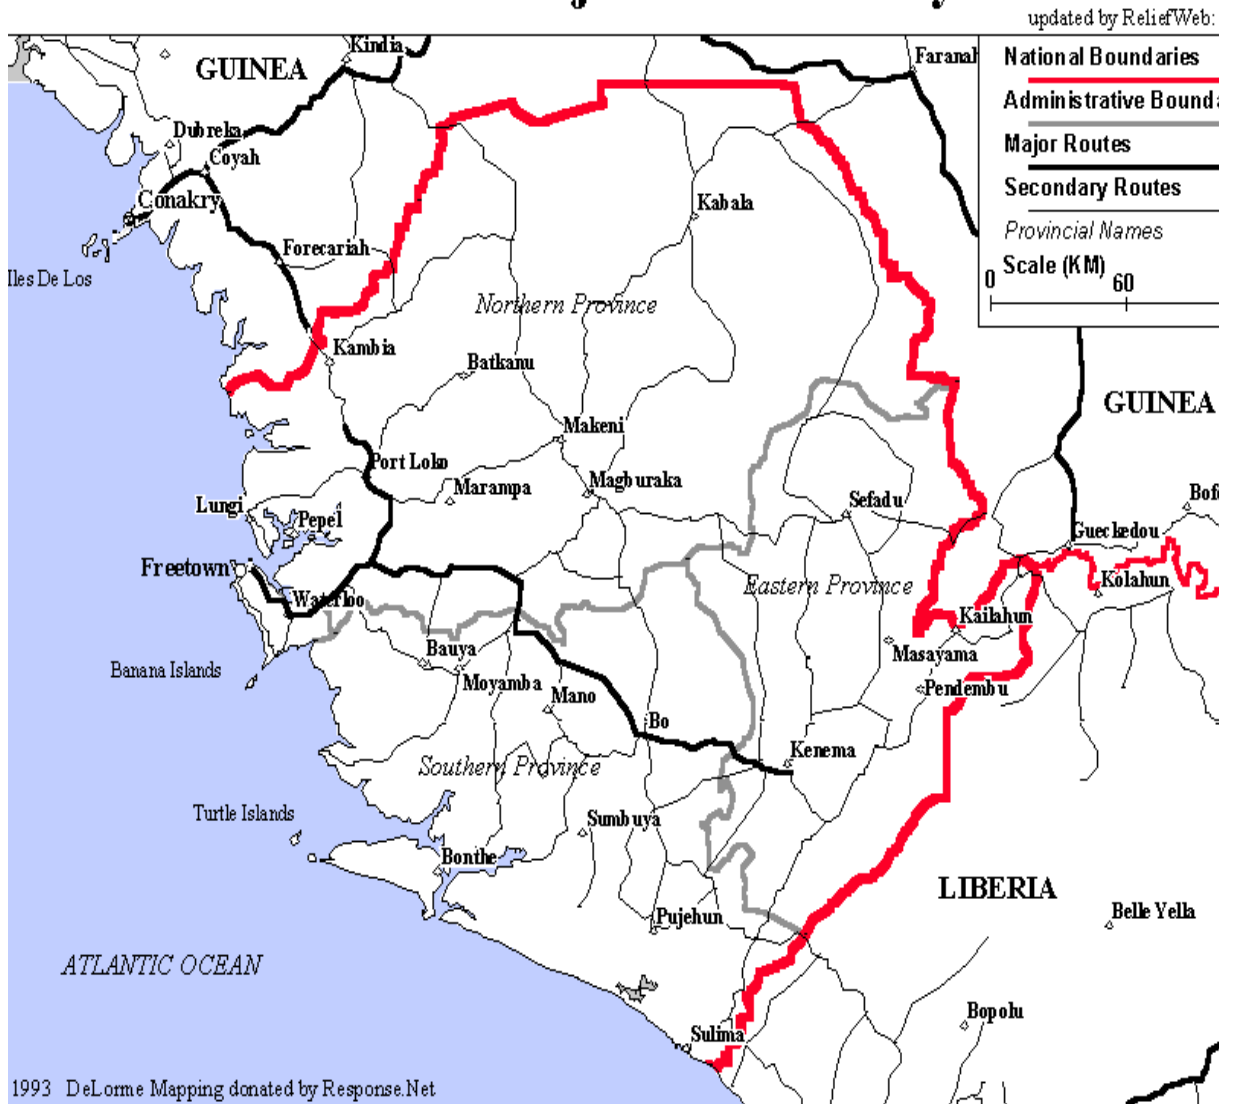 updated by ReliefWeb:
National Boundaries
Administrative Bounda
Major Routes
Secondary Routes
Provincial Names
Scale (KM)
0 60
Kindia
GUINEA
Faranah
Dubreka
Coyah
Conakry
Kabala
Forecariah
Iles De Los
Northern Province
Kambia
Batkanu
GUINEA
Makeni
Port Loko
Magburaka
Marampa
Sefadu
Lungi
Pepel
Gueckedou
Freetown
Kolahun
Eastern Province
Waterloo
Kailahun
Bauya
Masayama
Banana Islands
Moyamba
Pendembu
Mano
Bo
Kenema
Southern Province
Turtle Islands
Sumbuya
Bonthe
LIBERIA
Pujehun
Belle Yella
ATLANTIC OCEAN
Bopolu
Sulima
1993 DeLorme Mapping donated by Response.Net